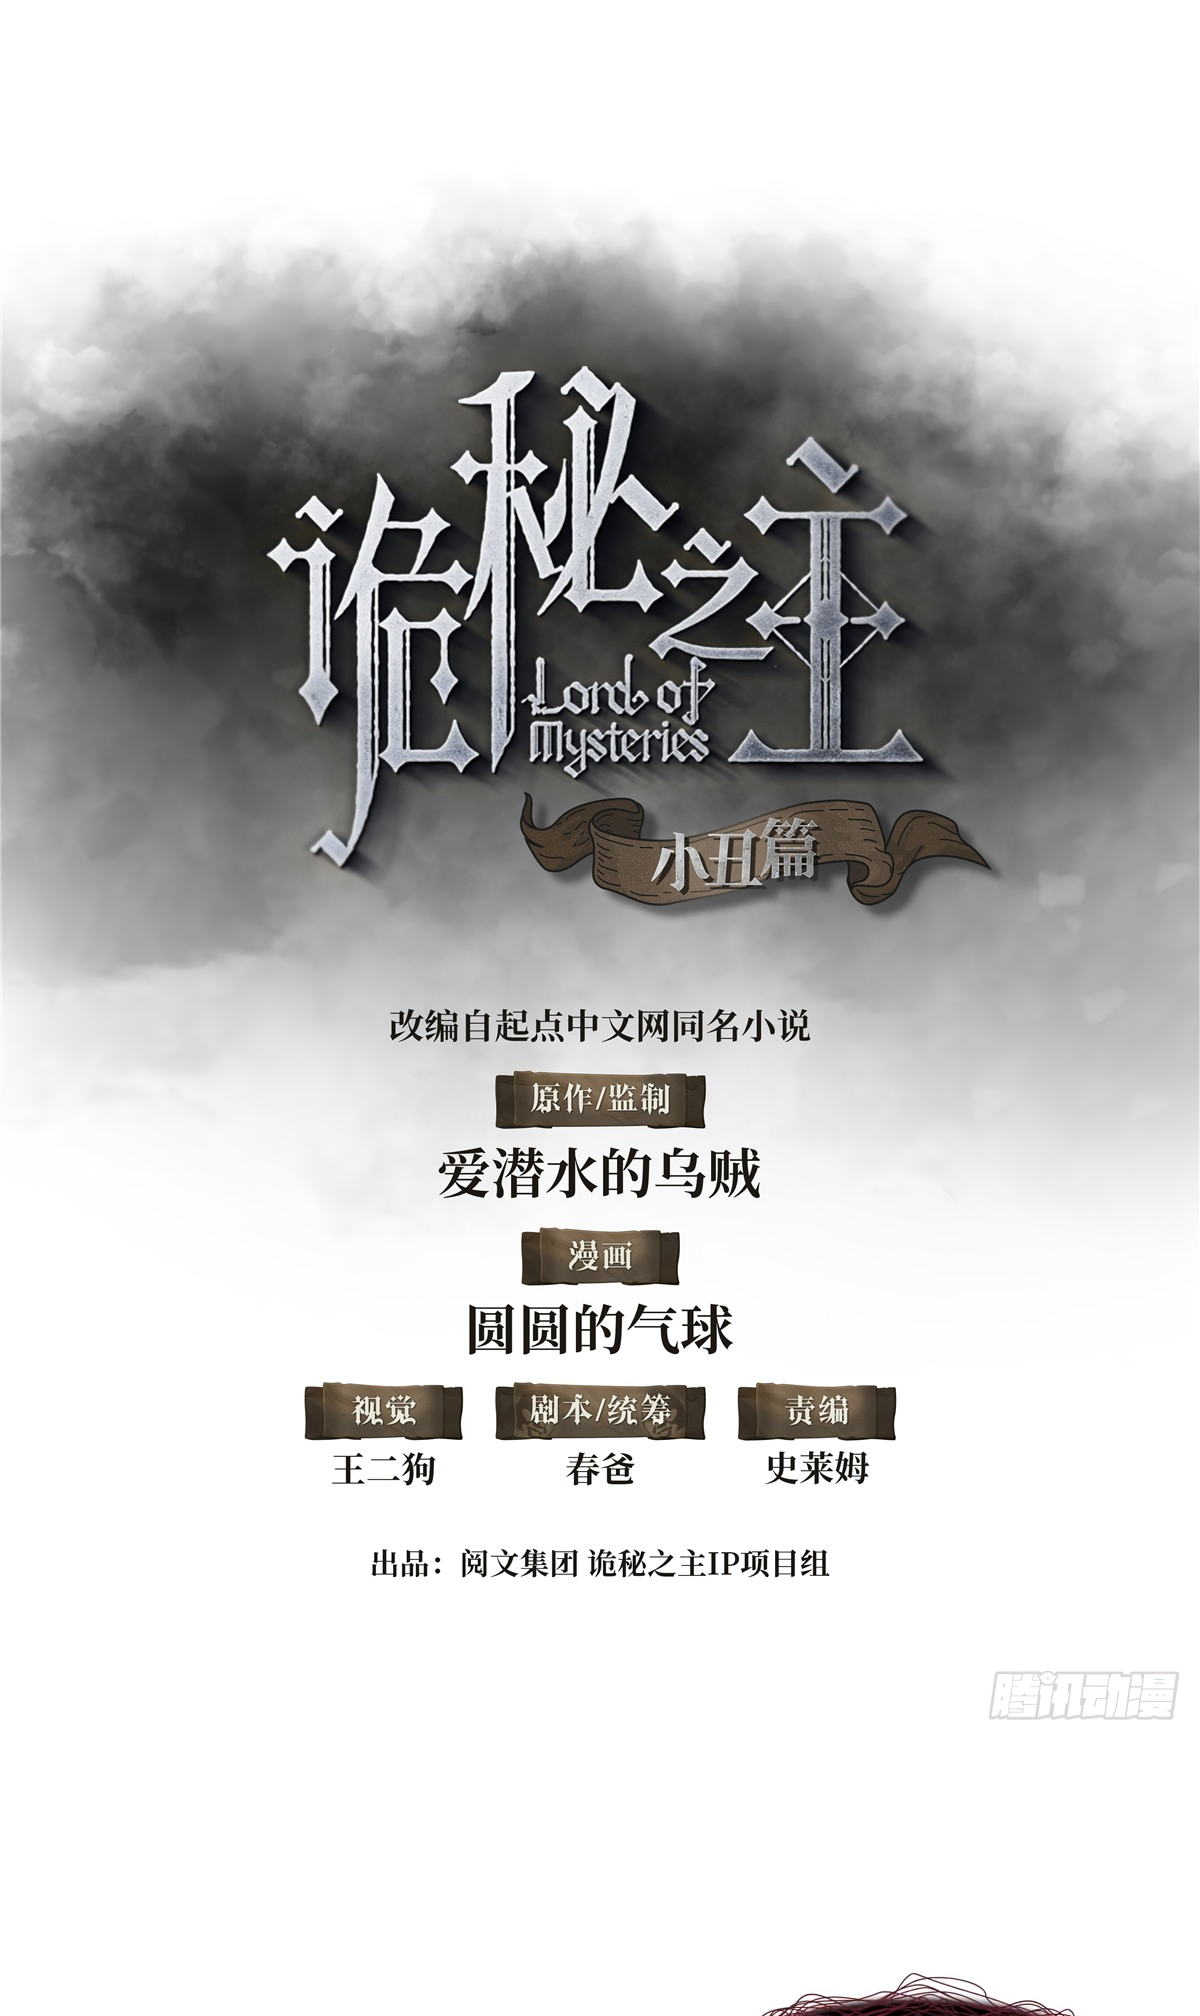 诡秘之主
Lord of
Mysteries
小丑篇
改编自起点中文网同名小说
原作/监制
爱潜水的乌贼
漫画
圆圆的气球
视觉 剧本/统筹 责编
王二狗 春爸 史莱姆
出品：阅文集团 诡秘之主IP项目组
腾讯动漫